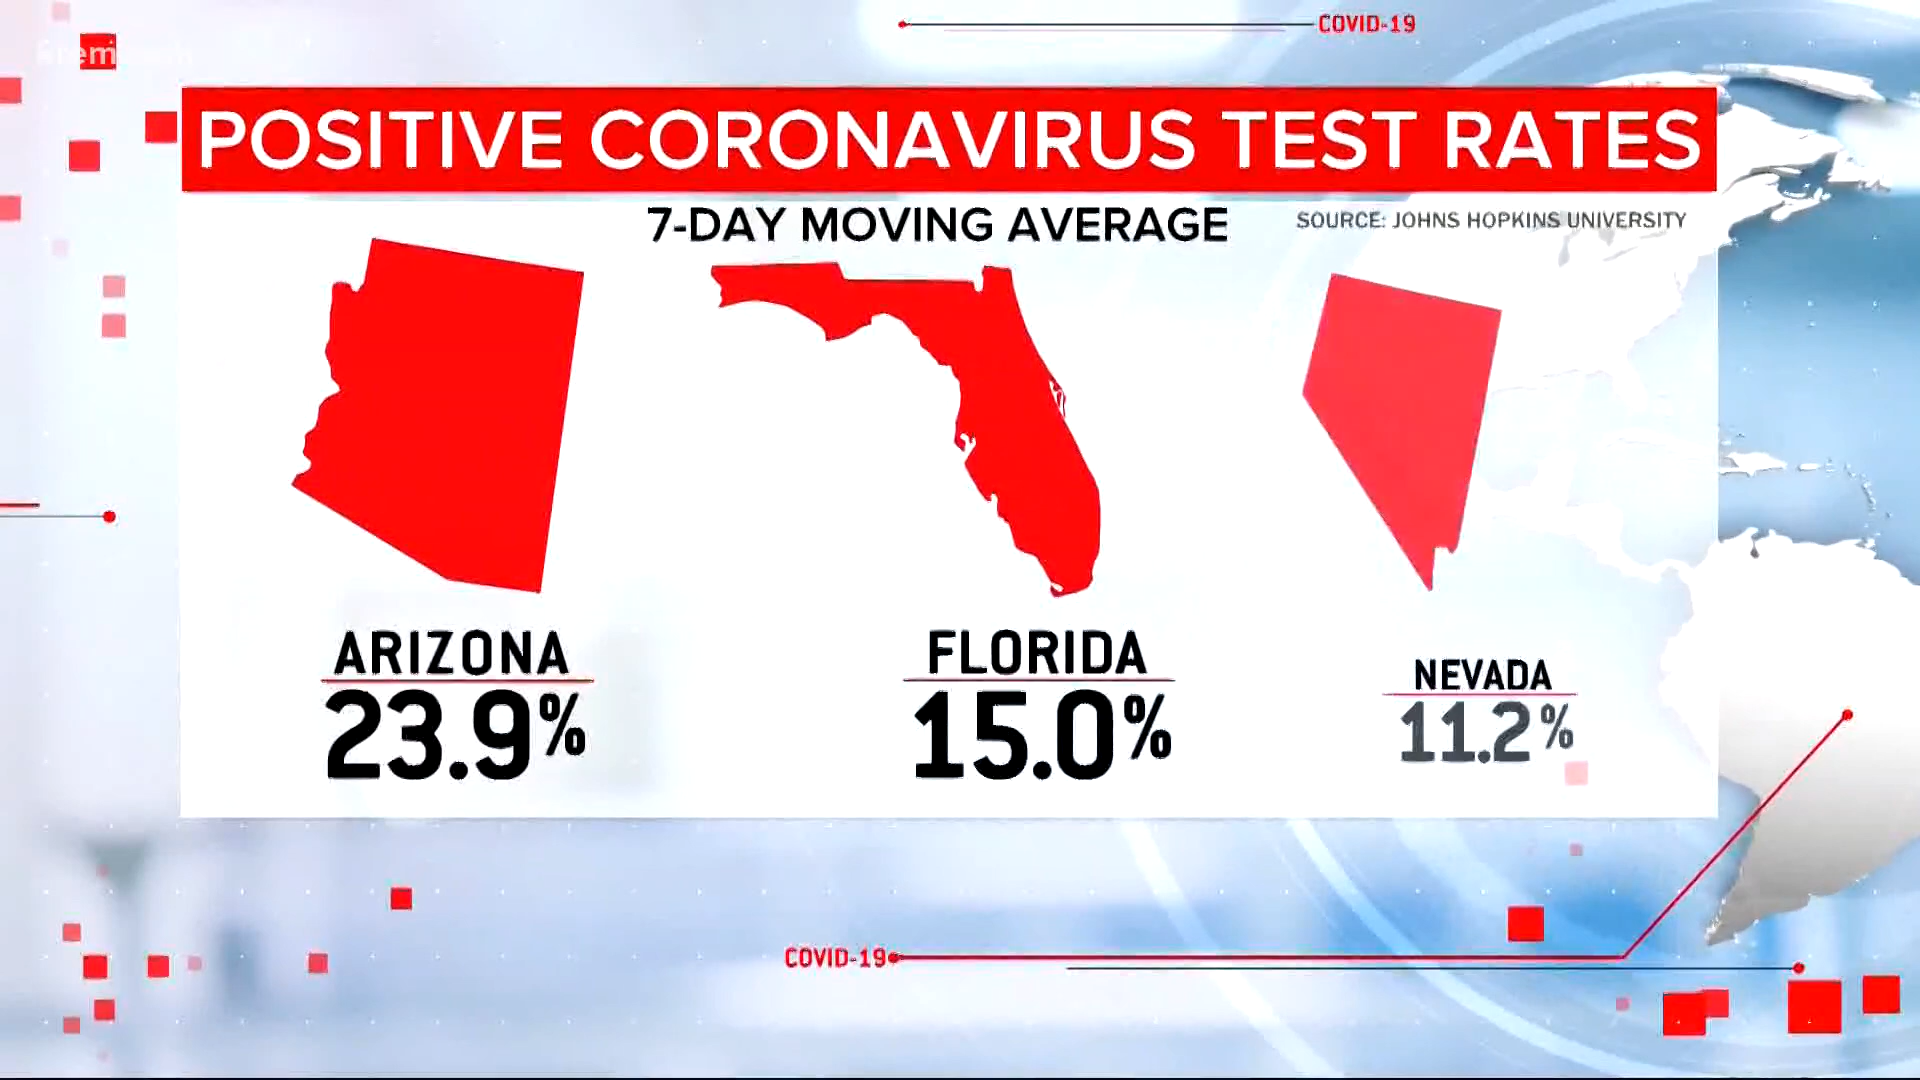 COVID-19
POSITIVE CORONAVIRUS TEST RATES
7-DAY MOVING AVERAGE
SOURCE: JOHNS HOPKINS UNIVERSITY
ARIZONA
23.9%
FLORIDA
15.0%
NEVADA
11.2%
COVID-19